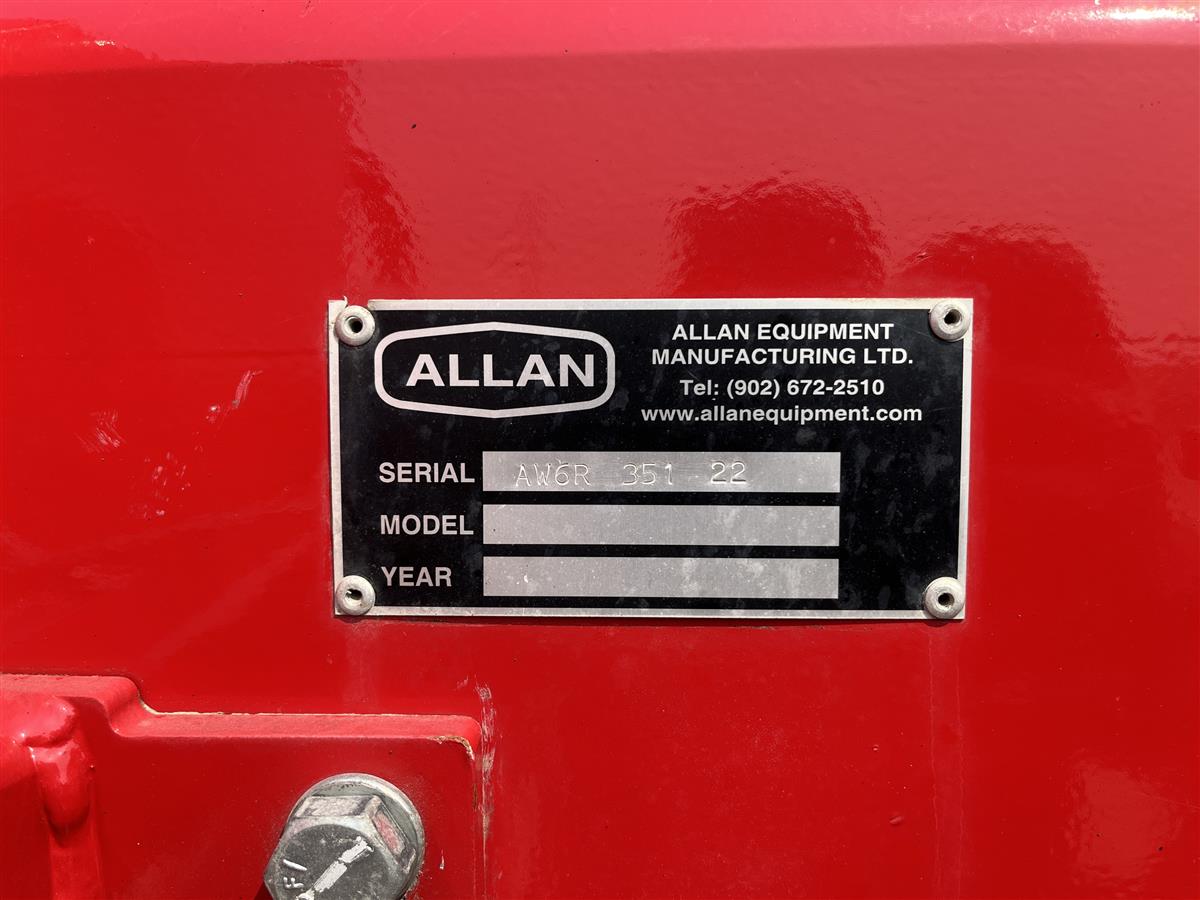 ALLAN
ALLAN EQUIPMENT
MANUFACTURING LTD.
Tel: (902) 672-2510
www.allanequipment.com
SERIAL AW6R 351 22
MODEL
YEAR